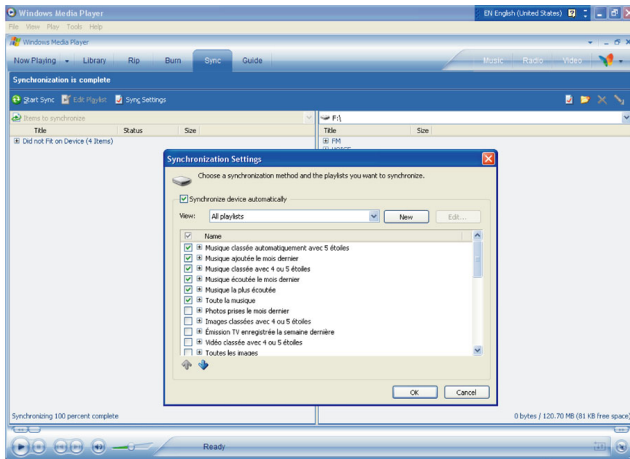 Windows Media Player
EN English (United States)
File View Play Tools Help
Windows Media Player
Now Playing Library Rip Burn Sync Guide Music Radio Video
Synchronization is complete
Start Sync Edit Playlist Sync Settings
Items to synchronize F:\
Title Status Size Title Size
Did not Fit on Device (4 Items) FM
Synchronization Settings
Choose a synchronization method and the playlists you want to synchronize.
Synchronize device automatically
View: All playlists New Edit...
Name
Musique classée automatiquement avec 5 étoiles
Musique ajoutée le mois dernier
Musique classée avec 4 ou 5 étoiles
Musique écoutée le mois dernier
Musique la plus écoutée
Toute la musique
Photos prises le mois dernier
Images classées avec 4 ou 5 étoiles
Émission TV enregistrée la semaine dernière
Vidéo classée avec 4 ou 5 étoiles
Toutes les images
OK Cancel
Synchronizing 100 percent complete 0 bytes / 120.70 MB (81 KB free space)
Ready